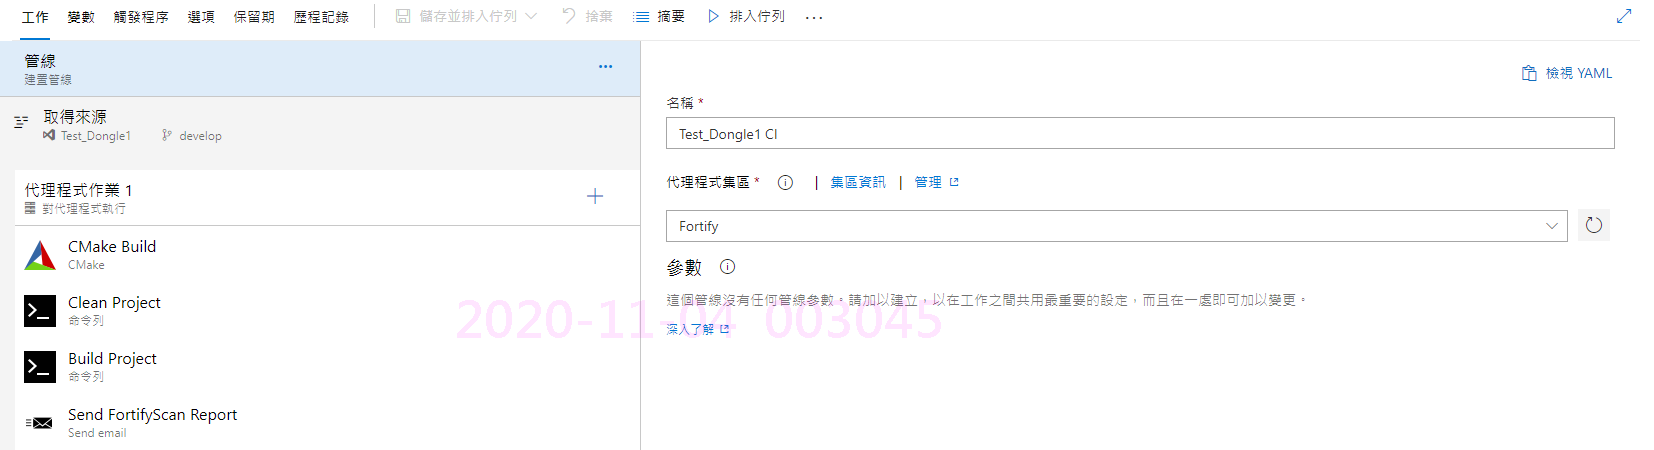 工作 變數 觸發程序 選項 保留期 歷程記錄 儲存並排入佇列 捨棄 摘要 排入佇列 ...
管線
建置管線
取得來源
Test_Dongle1 develop
代理程式作業 1
對代理程式執行
CMake Build
CMake
Clean Project
命令列
Build Project
命令列
Send FortifyScan Report
Send email
檢視 YAML
名稱 *
Test_Dongle1 CI
代理程式集區 * | 集區資訊 | 管理
Fortify
參數
這個管線沒有任何管線參數。請加以建立，以在工作之間共用最重要的設定，而且在一處即可加以變更。
深入了解
2020-11-04 003045